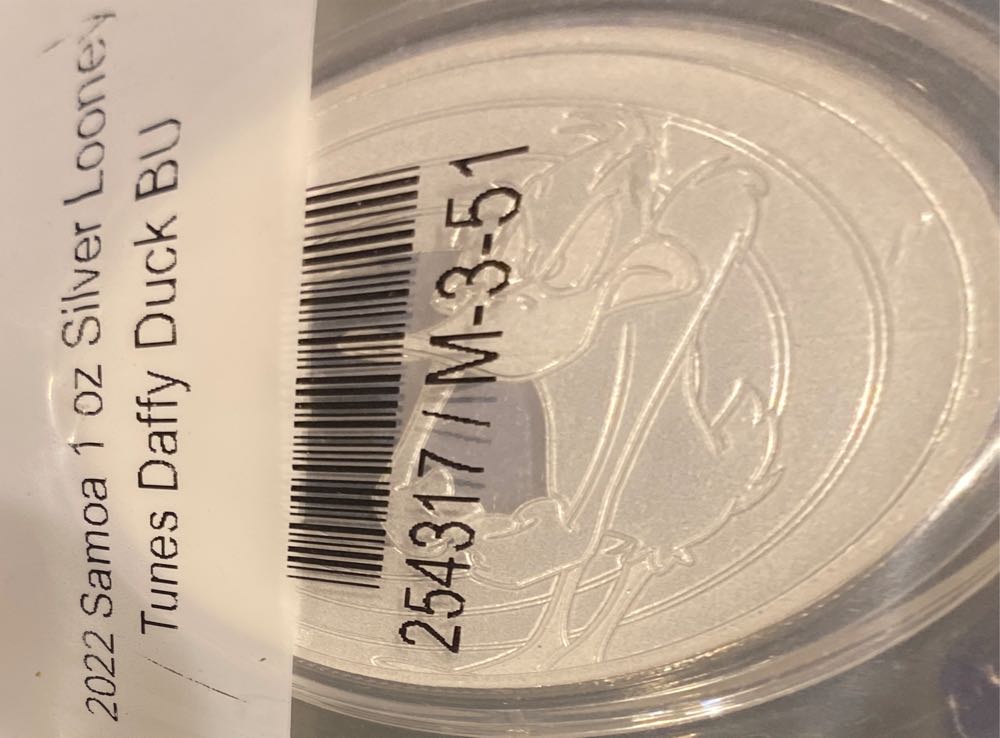 2022 Samoa 1 oz Silver Looney
Tunes Daffy Duck BU
254317 / M-3-51